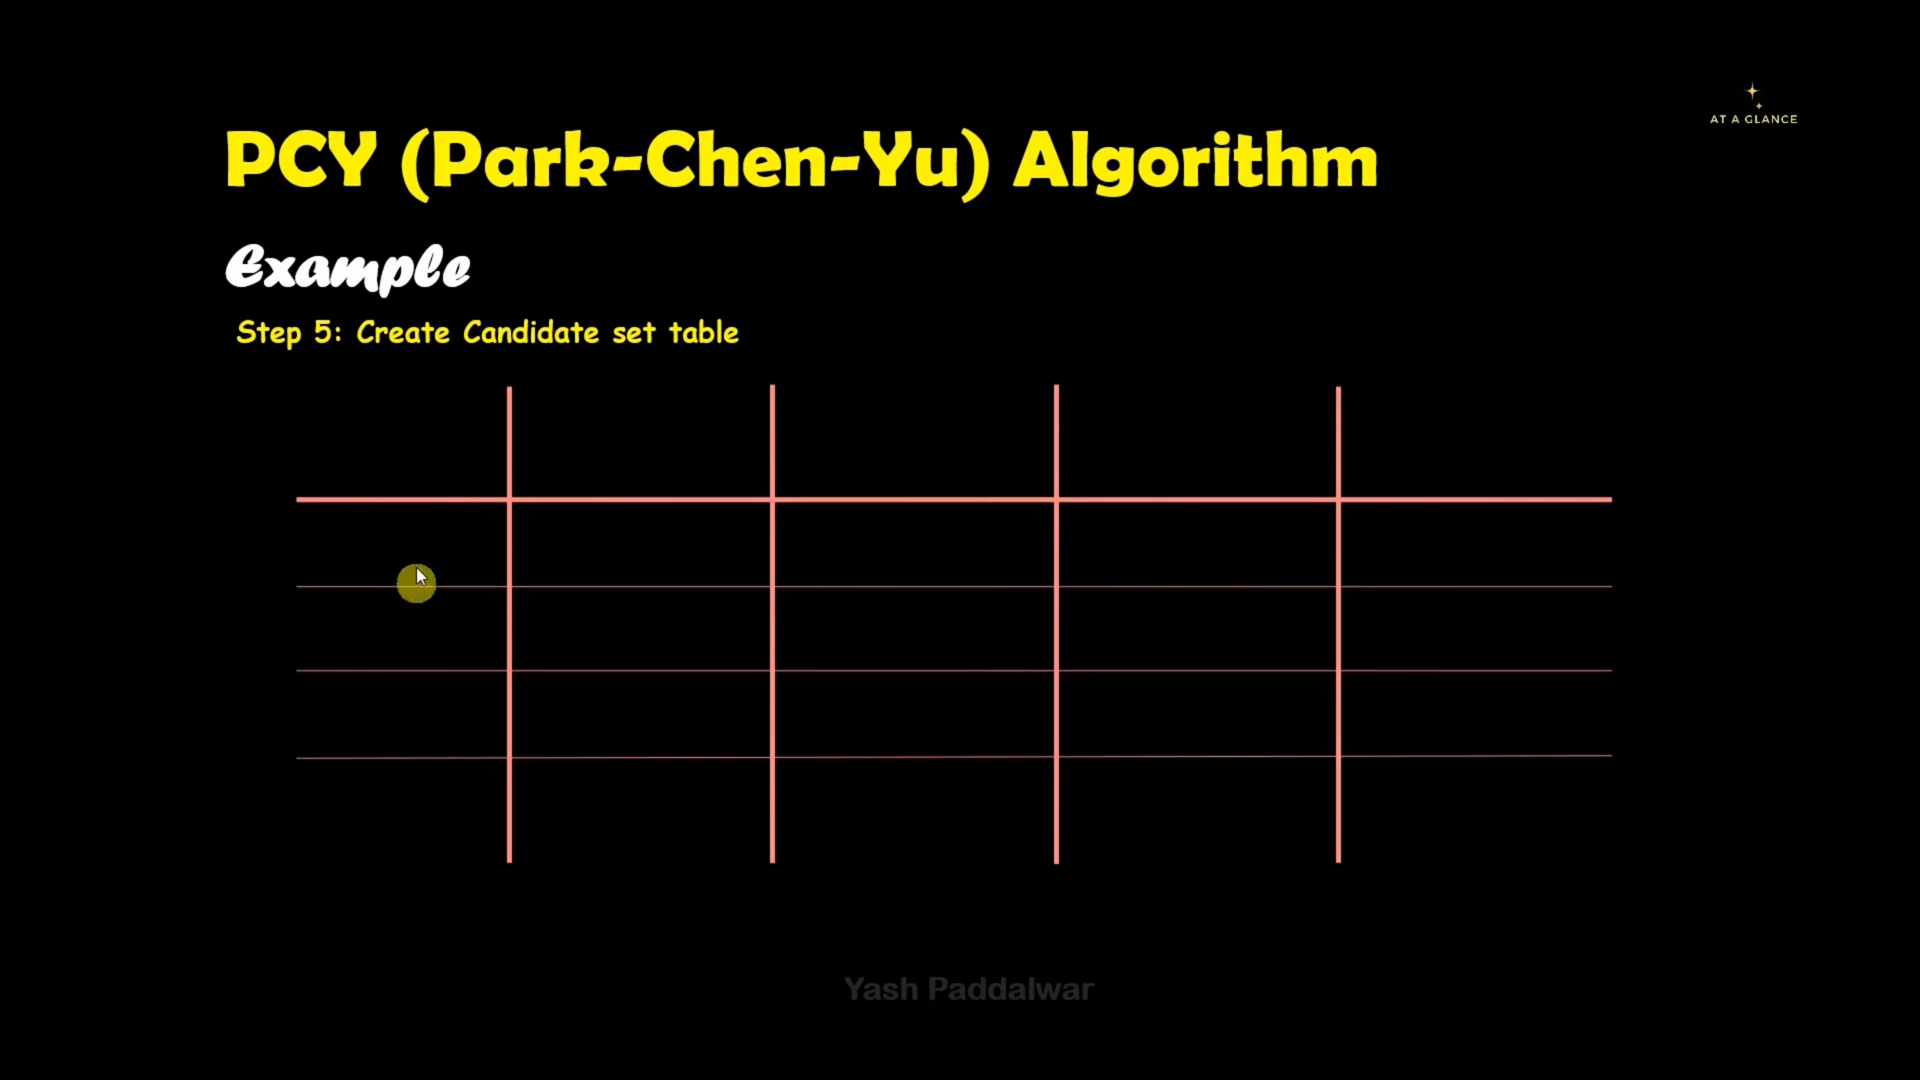 AT A GLANCE
PCY (Park-Chen-Yu) Algorithm
Example
Step 5: Create Candidate set table
Yash Paddalwar